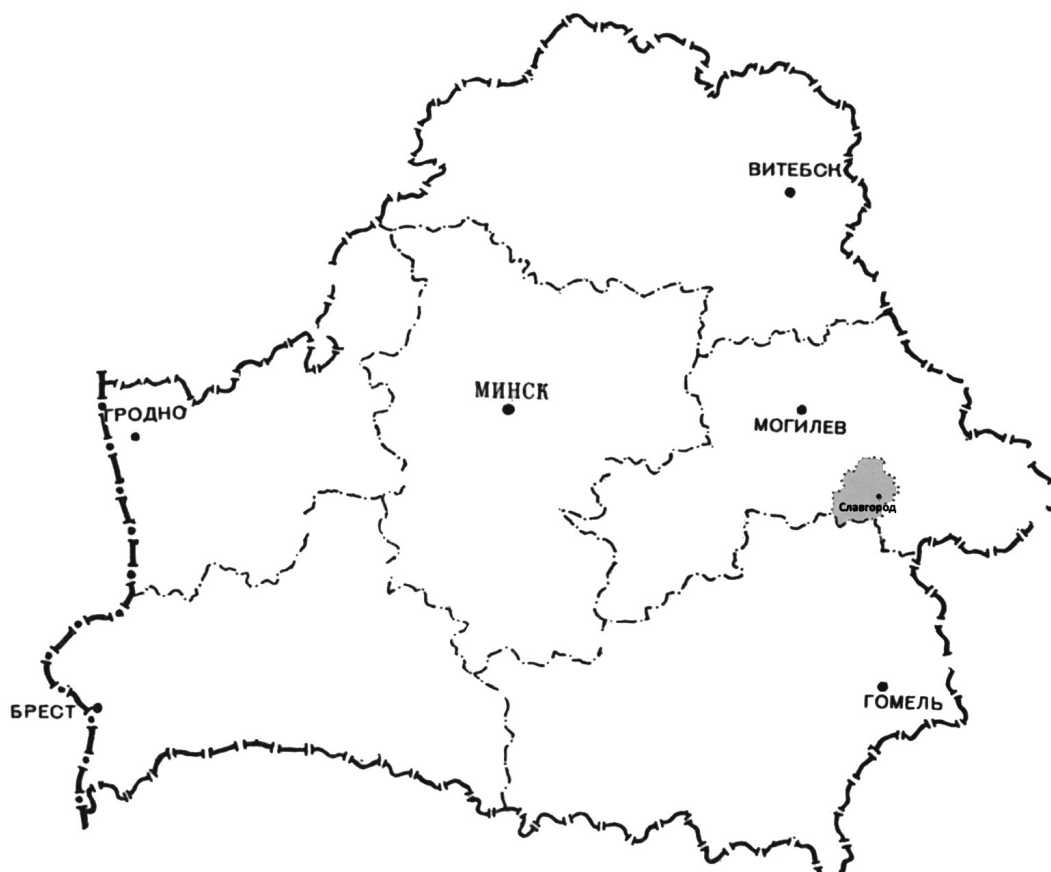 ВИТЕБСК
МИНСК
ГРОДНО
МОГИЛЕВ
Славгород
БРЕСТ
ГОМЕЛЬ